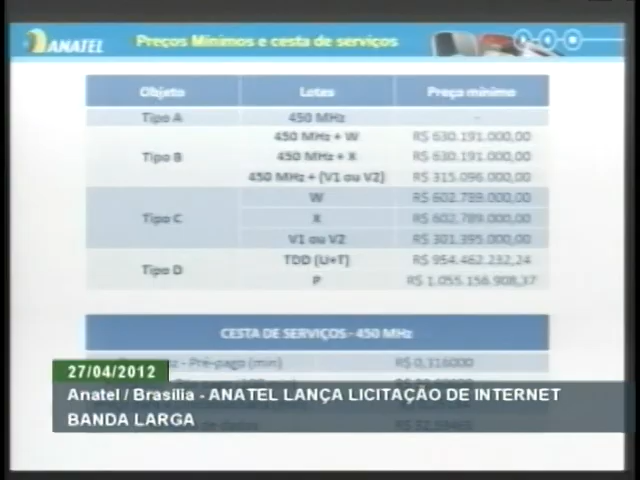 ANATEL
Preços Mínimos e cesta de serviços
Objeto Lotes Preço mínimo
Tipo A 450 MHz -
Tipo B
450 MHz + W R$ 630.191.000,00
450 MHz + X R$ 630.191.000,00
450 MHz + (V1 ou V2) R$ 315.096.000,00
Tipo C
W R$ 602.789.000,00
X R$ 602.789.000,00
V1 ou V2 R$ 301.395.000,00
Tipo D
TDD (U+T) R$ 954.462.232,24
P R$ 1.055.156.908,37
CESTA DE SERVIÇOS - 450 MHz
- Pré-pago (min) R$ 0,316000
27/04/2012
Anatel / Brasília - ANATEL LANÇA LICITAÇÃO DE INTERNET
BANDA LARGA